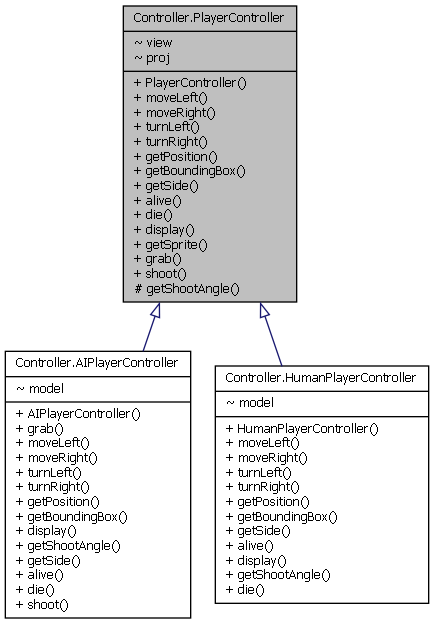 Controller.PlayerController
~ view
~ proj
+ PlayerController()
+ moveLeft()
+ moveRight()
+ turnLeft()
+ turnRight()
+ getPosition()
+ getBoundingBox()
+ getSide()
+ alive()
+ die()
+ display()
+ getSprite()
+ grab()
+ shoot()
# getShootAngle()
Controller.AIPlayerController
~ model
+ AIPlayerController()
+ grab()
+ moveLeft()
+ moveRight()
+ turnLeft()
+ turnRight()
+ getPosition()
+ getBoundingBox()
+ display()
+ getShootAngle()
+ getSide()
+ alive()
+ die()
+ shoot()
Controller.HumanPlayerController
~ model
+ HumanPlayerController()
+ moveLeft()
+ moveRight()
+ turnLeft()
+ turnRight()
+ getPosition()
+ getBoundingBox()
+ getSide()
+ alive()
+ display()
+ getShootAngle()
+ die()